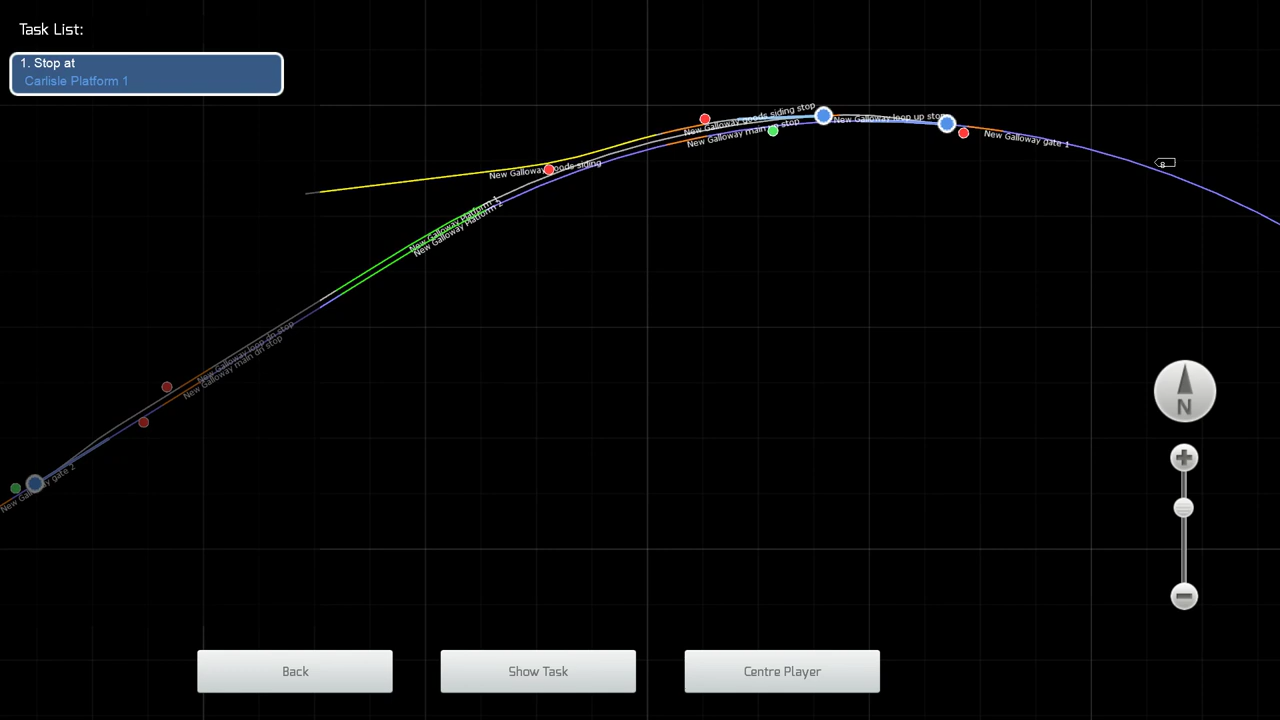 Task List:
1. Stop at
Carlisle Platform 1
New Galloway goods siding stop
New Galloway loop up stop
New Galloway main up stop
New Galloway gate 1
8
New Galloway goods siding
New Galloway Platform 1
New Galloway Platform 2
New Galloway loop dn stop
New Galloway main dn stop
New Galloway gate 2
N
Back
Show Task
Centre Player